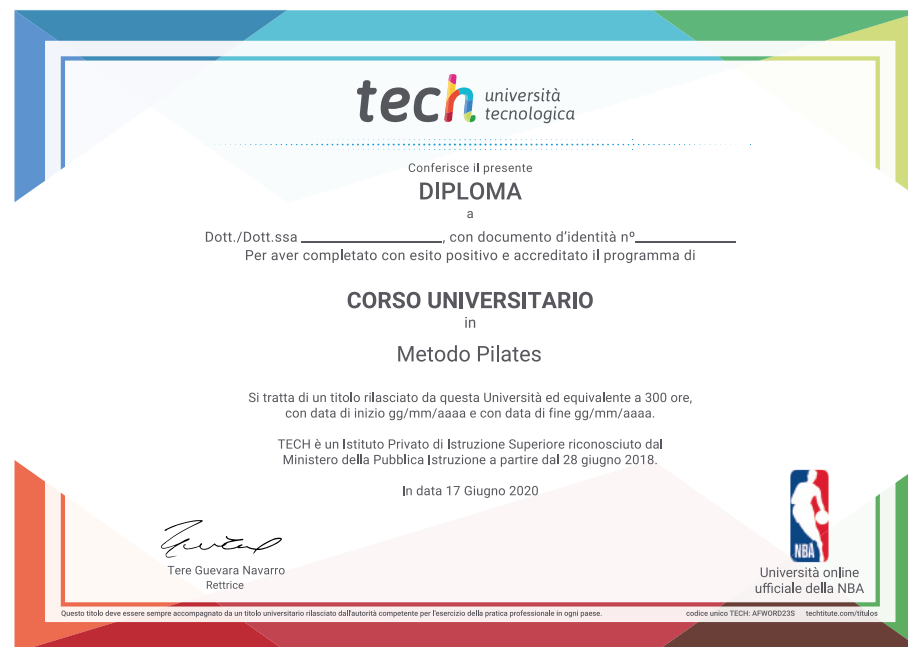 tech università
tecnologica
Conferisce il presente
DIPLOMA
a
Dott./Dott.ssa ____________________, con documento d'identità nº______________
Per aver completato con esito positivo e accreditato il programma di
CORSO UNIVERSITARIO
in
Metodo Pilates
Si tratta di un titolo rilasciato da questa Università ed equivalente a 300 ore,
con data di inizio gg/mm/aaaa e con data di fine gg/mm/aaaa.
TECH è un Istituto Privato di Istruzione Superiore riconosciuto dal
Ministero della Pubblica Istruzione a partire dal 28 giugno 2018.
In data 17 Giugno 2020
Tere Guevara Navarro
Rettrice
NBA
Università online
ufficiale della NBA
Questo titolo deve essere sempre accompagnato da un titolo universitario rilasciato dall'autorità competente per l'esercizio della pratica professionale in ogni paese. codice unico TECH: AFWORD23S techtitute.com/titulos